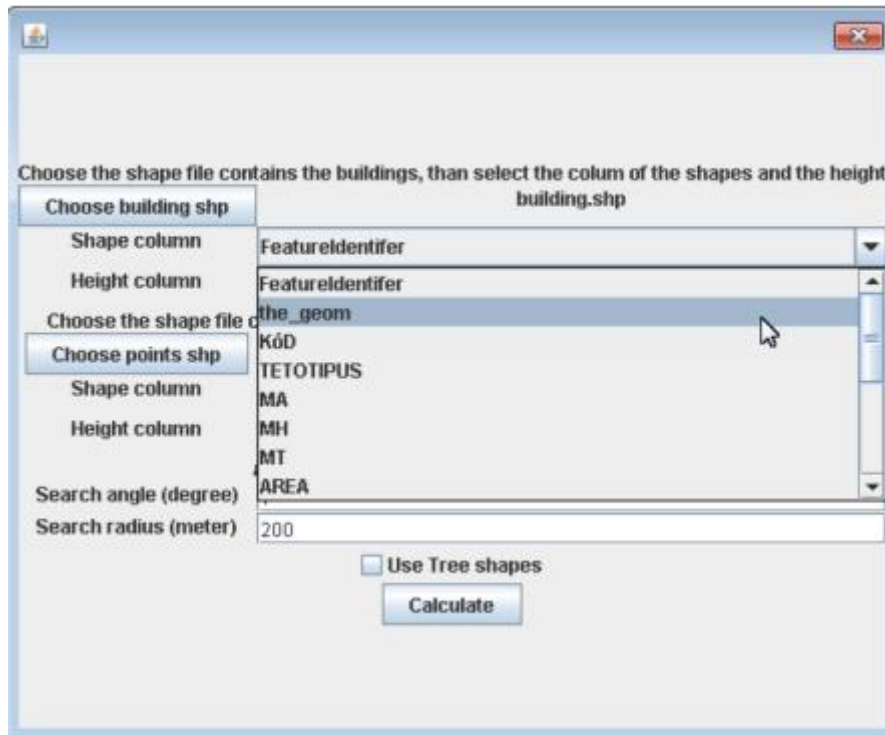 Choose the shape file contains the buildings, than select the colum of the shapes and the height
Choose building shp
building.shp
Shape column
FeatureIdentifer
Height column
FeatureIdentifer
the_geom
Choose the shape file
KóD
Choose points shp
TETOTIPUS
Shape column
MA
Height column
MH
MT
AREA
Search angle (degree)
Search radius (meter)
200
Use Tree shapes
Calculate